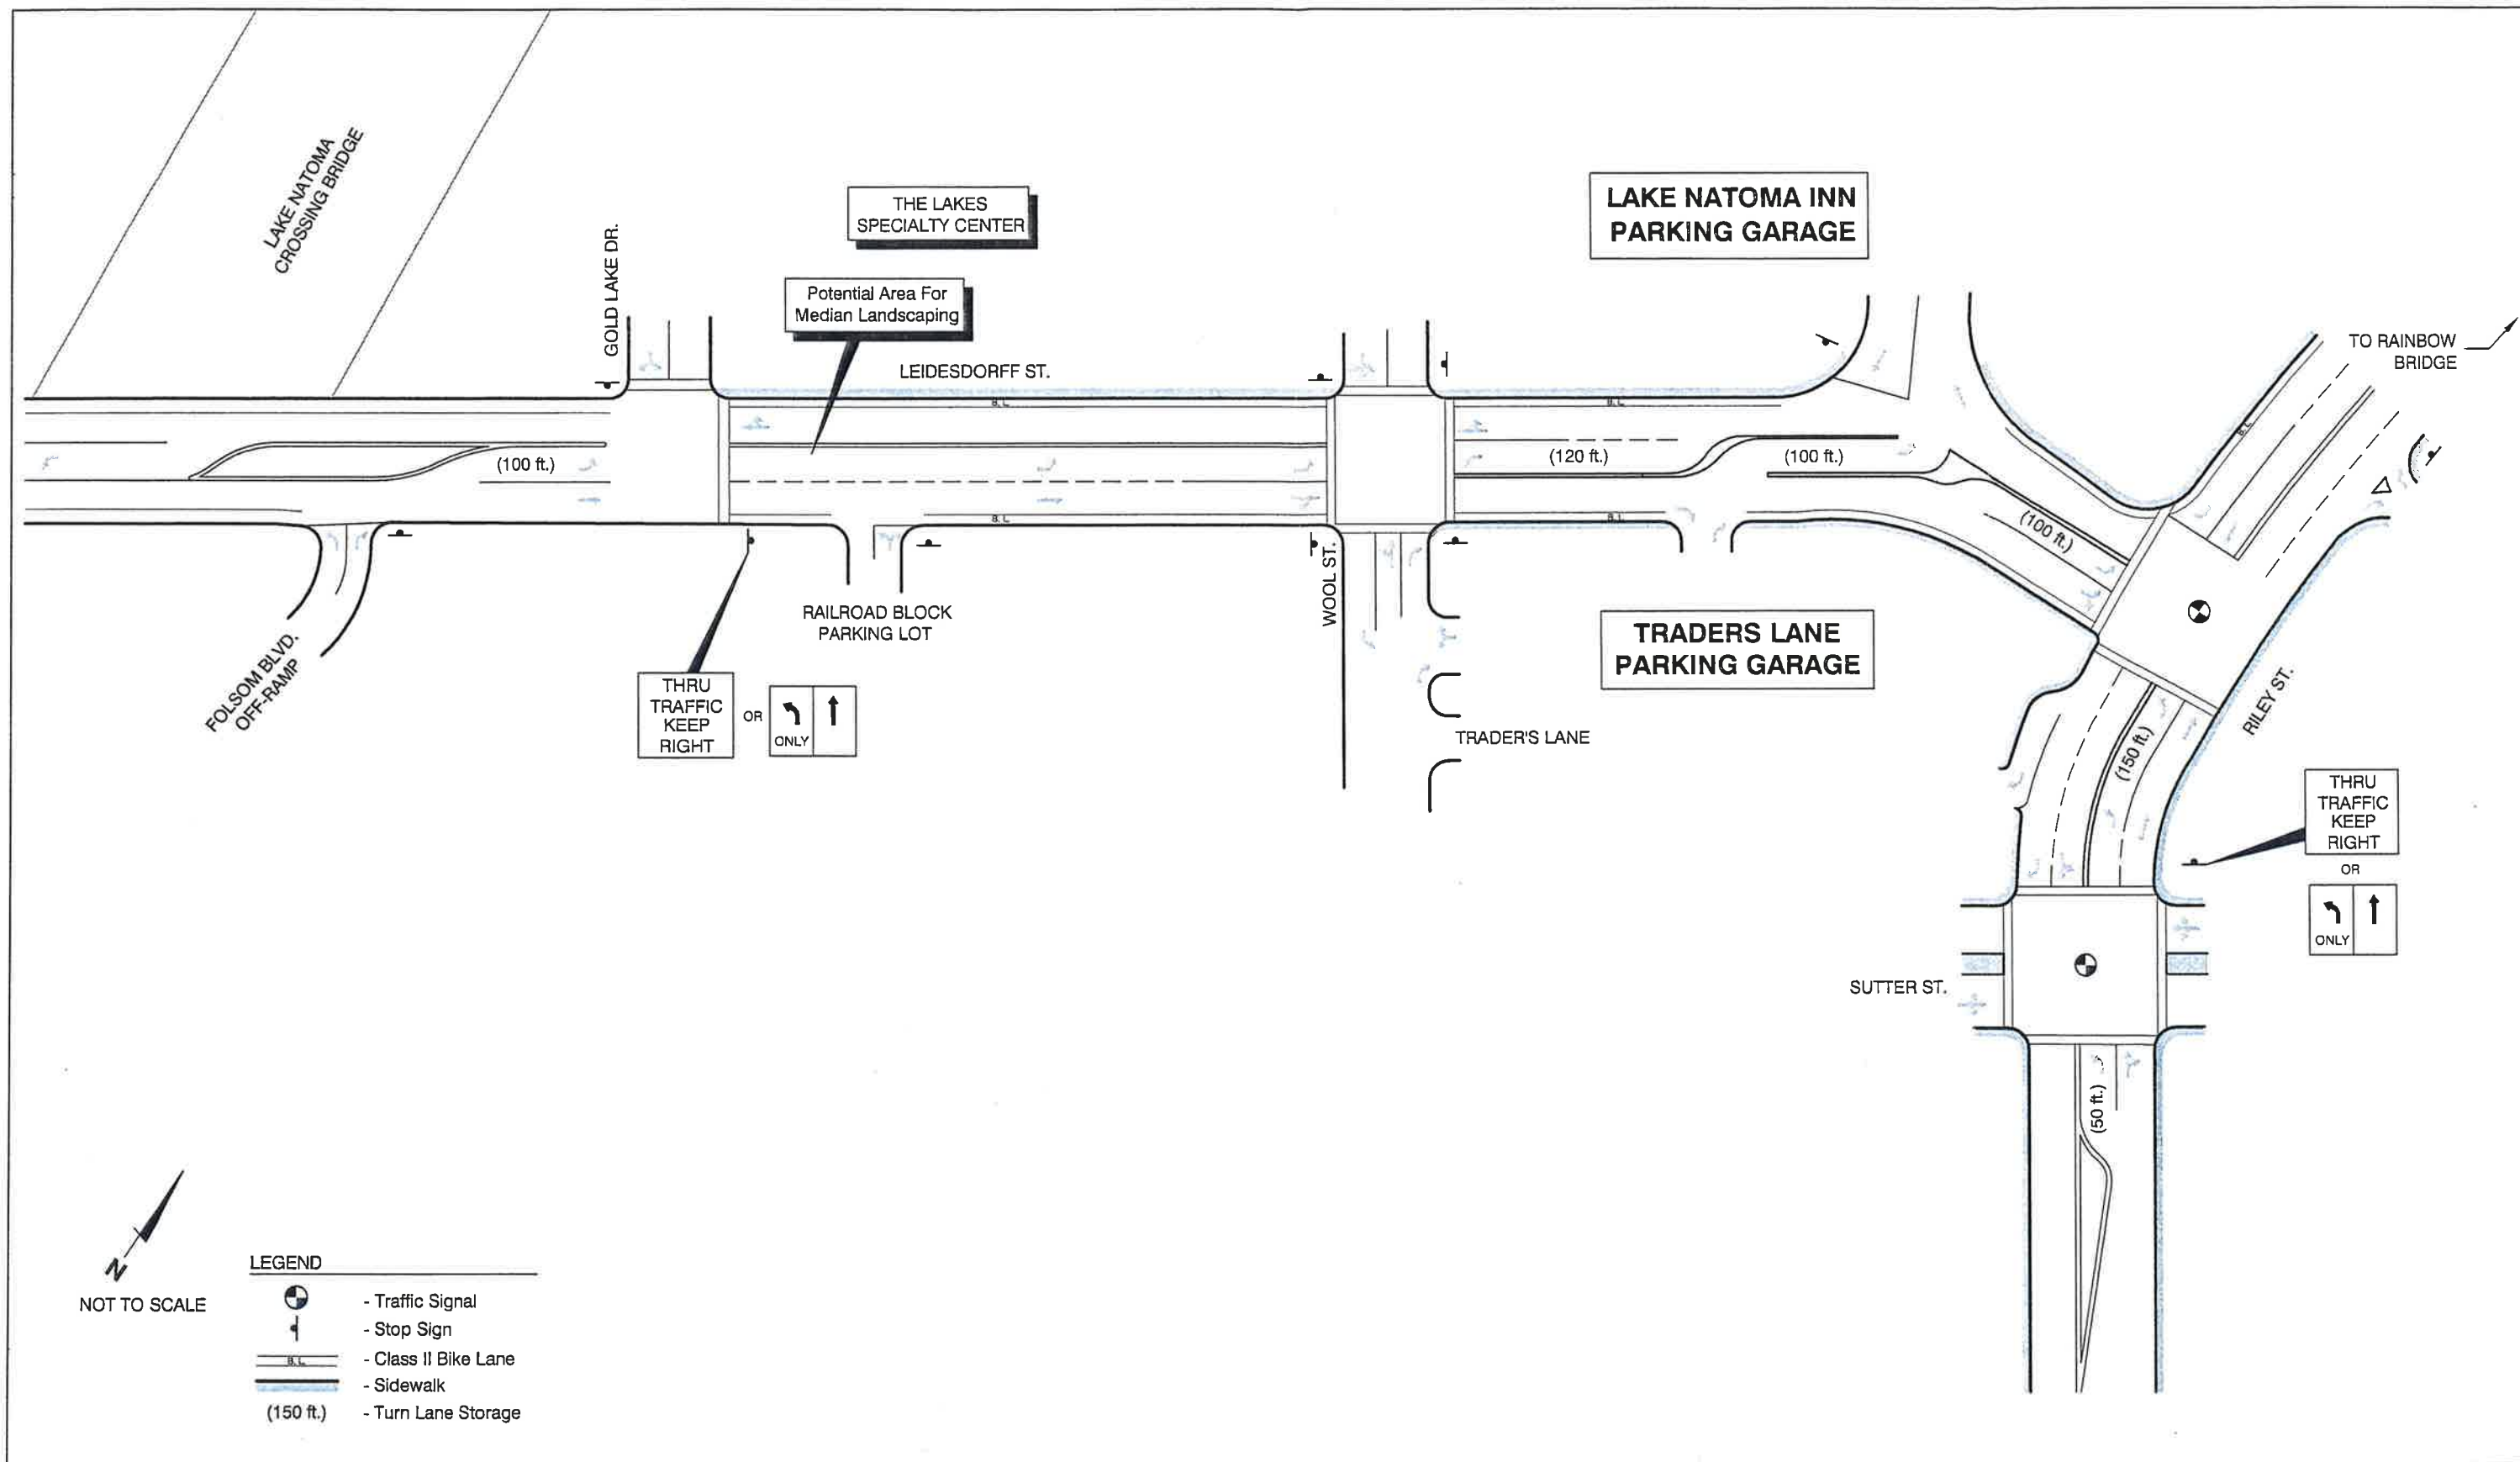 LAKE NATOMA
CROSSING BRIDGE
GOLD LAKE DR.
THE LAKES
SPECIALTY CENTER
Potential Area For
Median Landscaping
LEIDESDORFF ST.
LAKE NATOMA INN
PARKING GARAGE
TO RAINBOW
BRIDGE
B.L.
B.L.
B.L.
(100 ft.)
(120 ft.)
(100 ft.)
(100 ft.)
B.L.
B.L.
FOLSOM BLVD.
OFF-RAMP
RAILROAD BLOCK
PARKING LOT
THRU
TRAFFIC
KEEP
RIGHT
OR
ONLY
WOOL ST.
TRADER'S LANE
TRADERS LANE
PARKING GARAGE
RILEY ST.
(150 ft.)
THRU
TRAFFIC
KEEP
RIGHT
OR
ONLY
SUTTER ST.
(50 ft.)
N
NOT TO SCALE
LEGEND
- Traffic Signal
- Stop Sign
B.L. - Class II Bike Lane
- Sidewalk
(150 ft.) - Turn Lane Storage